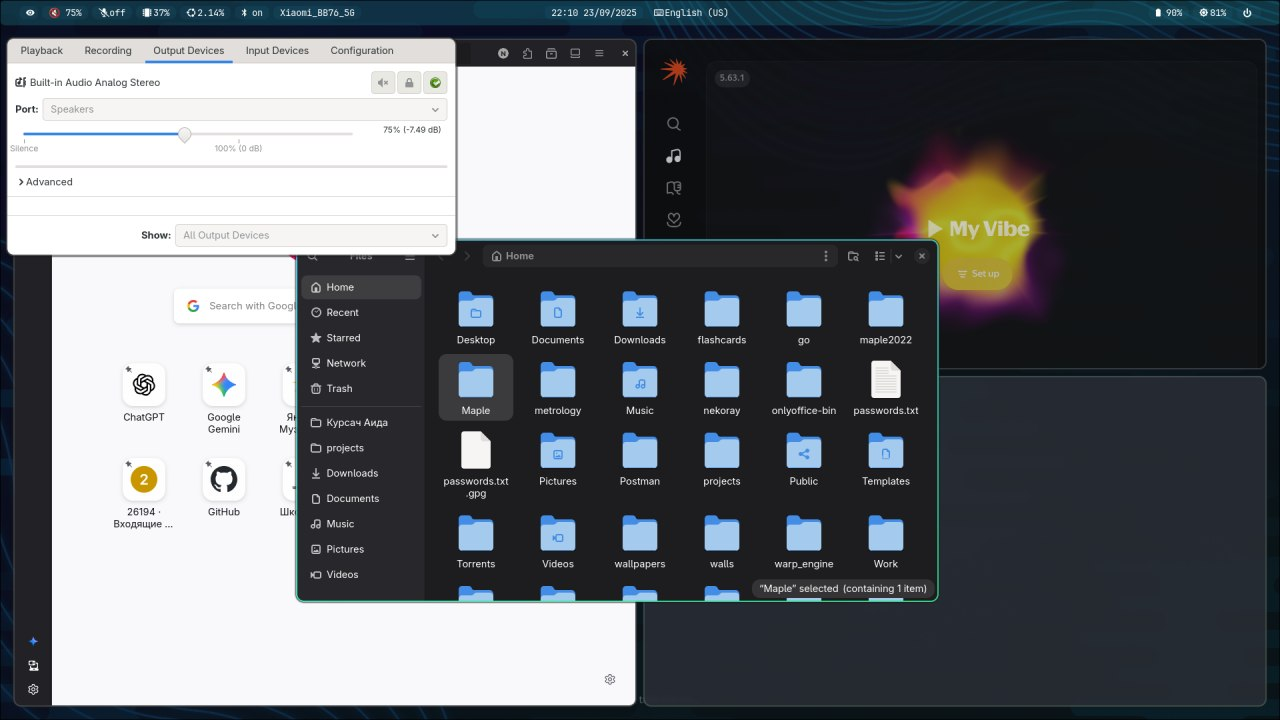 75% off 37% 2.14% on Xiaomi_BB76_5G 22:10 23/09/2025 English (US) 90% 81%
Playback Recording Output Devices Input Devices Configuration
Built-in Audio Analog Stereo
Port: Speakers
75% (-7.49 dB)
Silence 100% (0 dB)
Advanced
Show: All Output Devices
5.63.1
My Vibe
Set up
Search with Googl
ChatGPT
Google
Gemini
Як
Муз
2
26194 ·
Входящие ...
GitHub
Шко
Files
Home
Home
Recent
Starred
Network
Trash
Курсач Аида
projects
Downloads
Documents
Music
Pictures
Videos
Desktop Documents Downloads flashcards go maple2022
Maple metrology Music nekoray onlyoffice-bin passwords.txt
passwords.txt
.gpg
Pictures Postman projects Public Templates
Torrents Videos wallpapers walls warp_engine Work
“Maple” selected (containing 1 item)